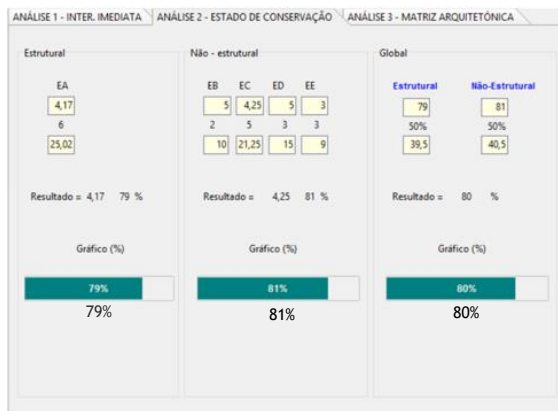 ANÁLISE 1 - INTER. IMEDIATA ANÁLISE 2 - ESTADO DE CONSERVAÇÃO ANÁLISE 3 - MATRIZ ARQUITETÓNICA
Estrutural
EA
4,17
6
25,02
Resultado = 4,17 79 %
Gráfico (%)
79%
79%
Não - estrutural
EB EC ED EE
5 4,25 5 3
2 5 3 3
10 21,25 15 9
Resultado = 4,25 81 %
Gráfico (%)
81%
81%
Global
Estrutural Não-Estrutural
79 81
50% 50%
39,5 40,5
Resultado = 80 %
Gráfico (%)
80%
80%